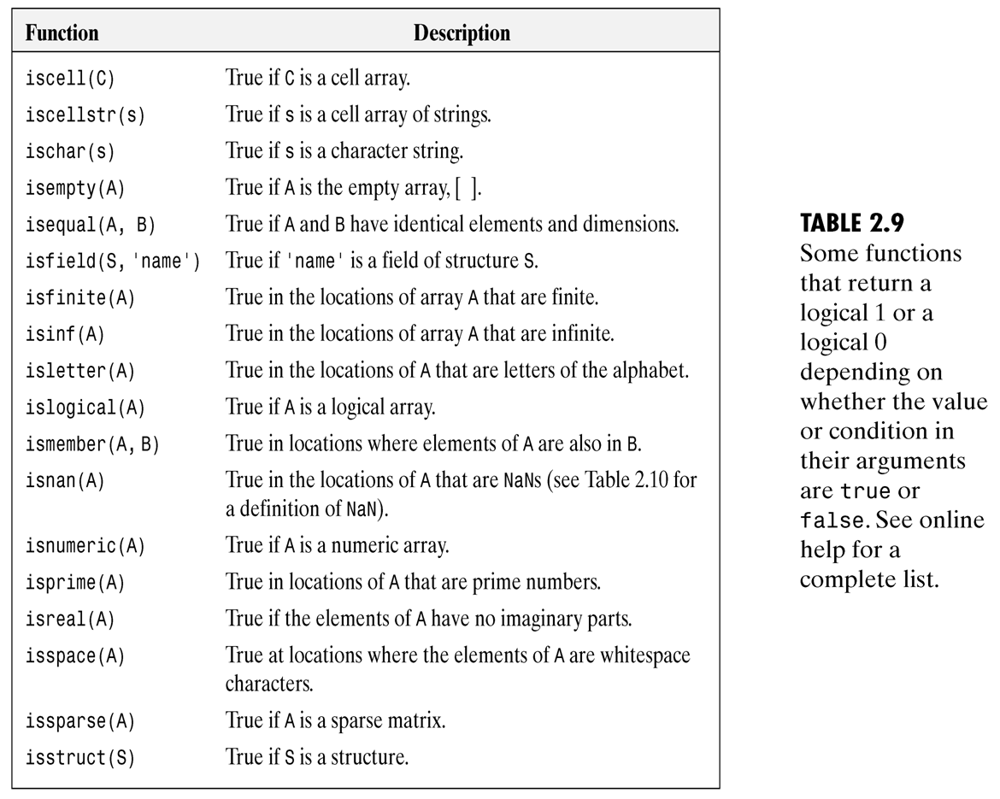 Function Description
iscell(C) True if C is a cell array.
iscellstr(s) True if s is a cell array of strings.
ischar(s) True if s is a character string.
isempty(A) True if A is the empty array, [ ].
isequal(A, B) True if A and B have identical elements and dimensions.
isfield(S, 'name') True if 'name' is a field of structure S.
isfinite(A) True in the locations of array A that are finite.
isinf(A) True in the locations of array A that are infinite.
isletter(A) True in the locations of A that are letters of the alphabet.
islogical(A) True if A is a logical array.
ismember(A, B) True in locations where elements of A are also in B.
isnan(A) True in the locations of A that are NaNs (see Table 2.10 for
a definition of NaN).
isnumeric(A) True if A is a numeric array.
isprime(A) True in locations of A that are prime numbers.
isreal(A) True if the elements of A have no imaginary parts.
isspace(A) True at locations where the elements of A are whitespace
characters.
issparse(A) True if A is a sparse matrix.
isstruct(S) True if S is a structure.
TABLE 2.9
Some functions
that return a
logical 1 or a
logical 0
depending on
whether the value
or condition in
their arguments
are true or
false. See online
help for a
complete list.